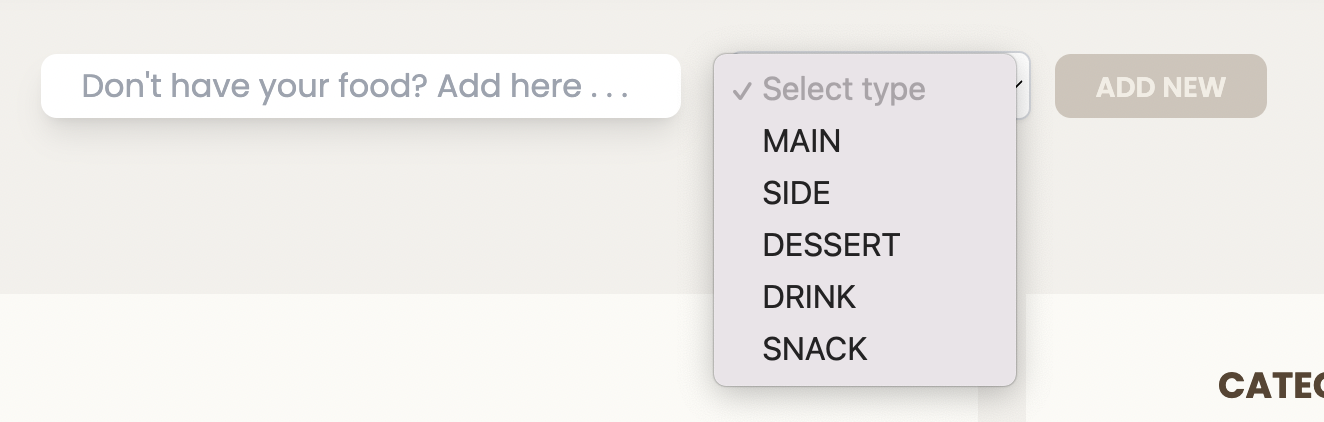 Don't have your food? Add here . . .
✓ Select type
ADD NEW
MAIN
SIDE
DESSERT
DRINK
SNACK
CATEG